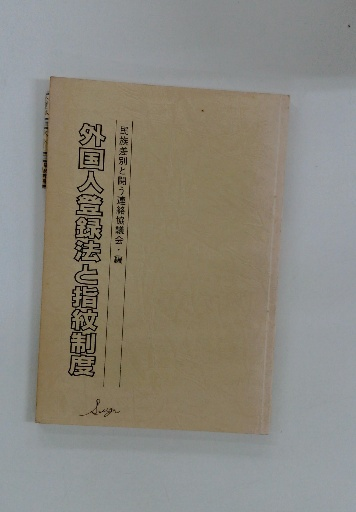 民族差別と闘う連絡協議会・編
外国人登録法と指紋制度